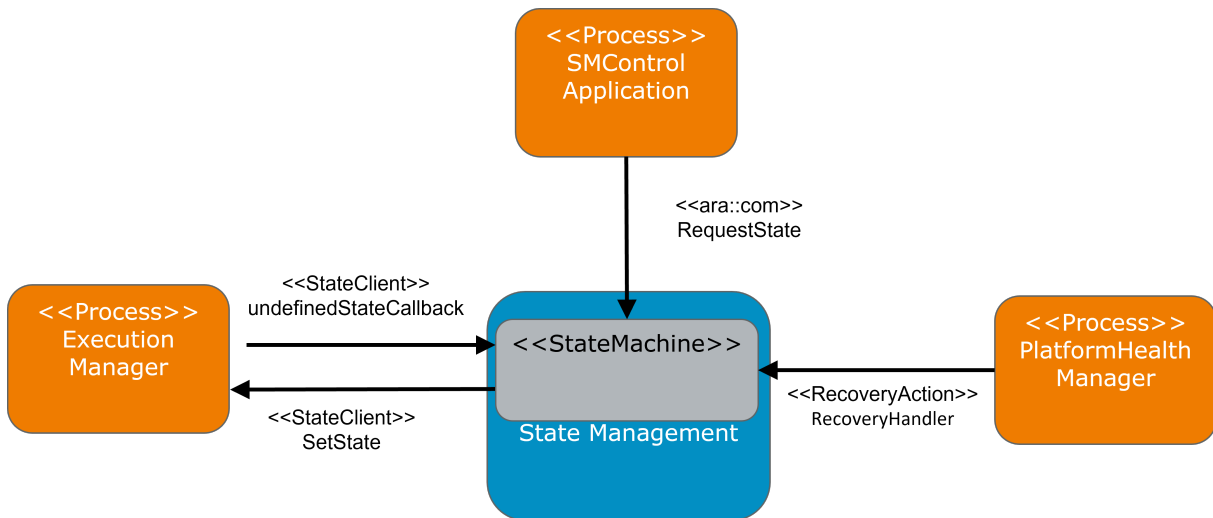 <<Process>>
SMControl
Application
<<ara::com>>
RequestState
<<StateClient>>
undefinedStateCallback
<<Process>>
Execution
Manager
<<StateClient>>
SetState
<<StateMachine>>
State Management
<<Process>>
PlatformHealth
Manager
<<RecoveryAction>>
RecoveryHandler